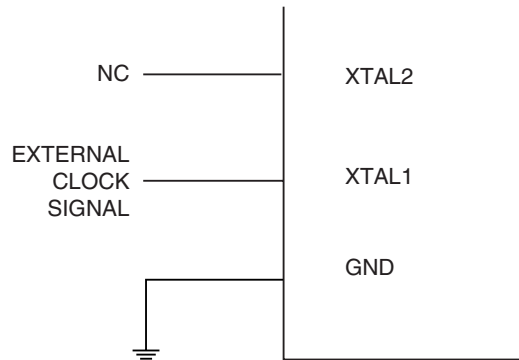 NC
XTAL2
EXTERNAL
CLOCK
SIGNAL
XTAL1
GND